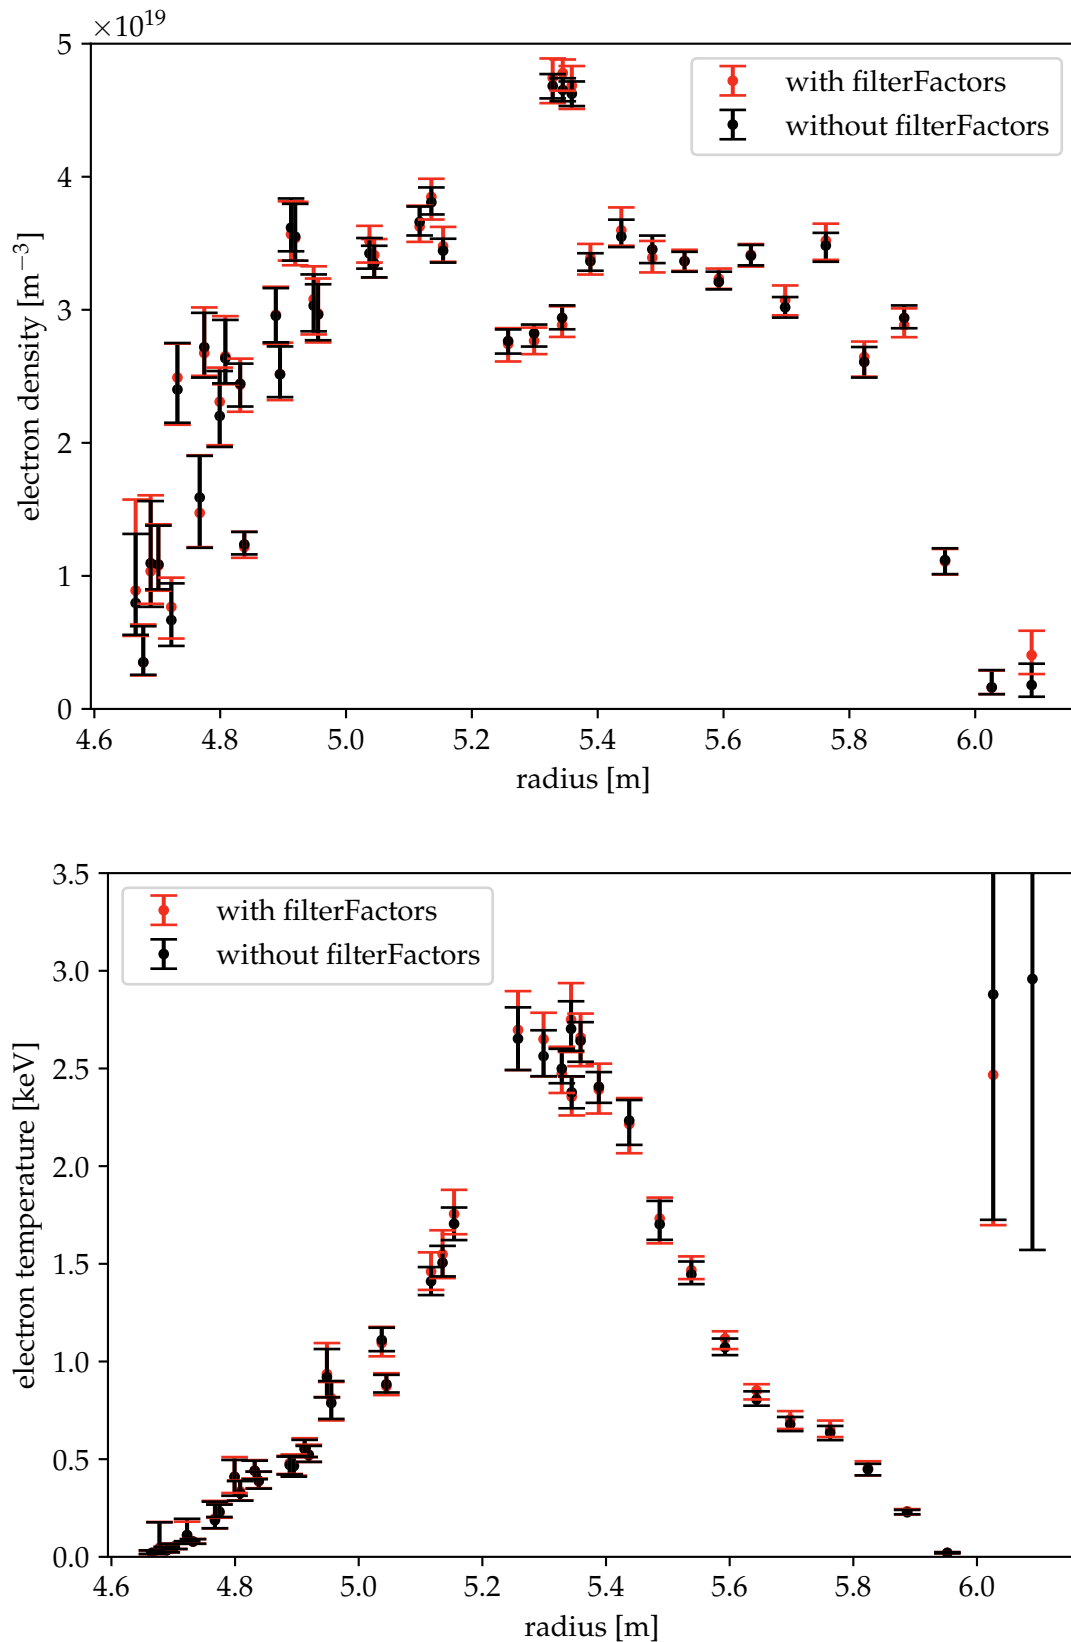 ×10¹⁹
5
4
3
2
1
0
electron density [m⁻³]
with filterFactors
without filterFactors
4.6 4.8 5.0 5.2 5.4 5.6 5.8 6.0
radius [m]
3.5
3.0
2.5
2.0
1.5
1.0
0.5
0.0
electron temperature [keV]
with filterFactors
without filterFactors
4.6 4.8 5.0 5.2 5.4 5.6 5.8 6.0
radius [m]